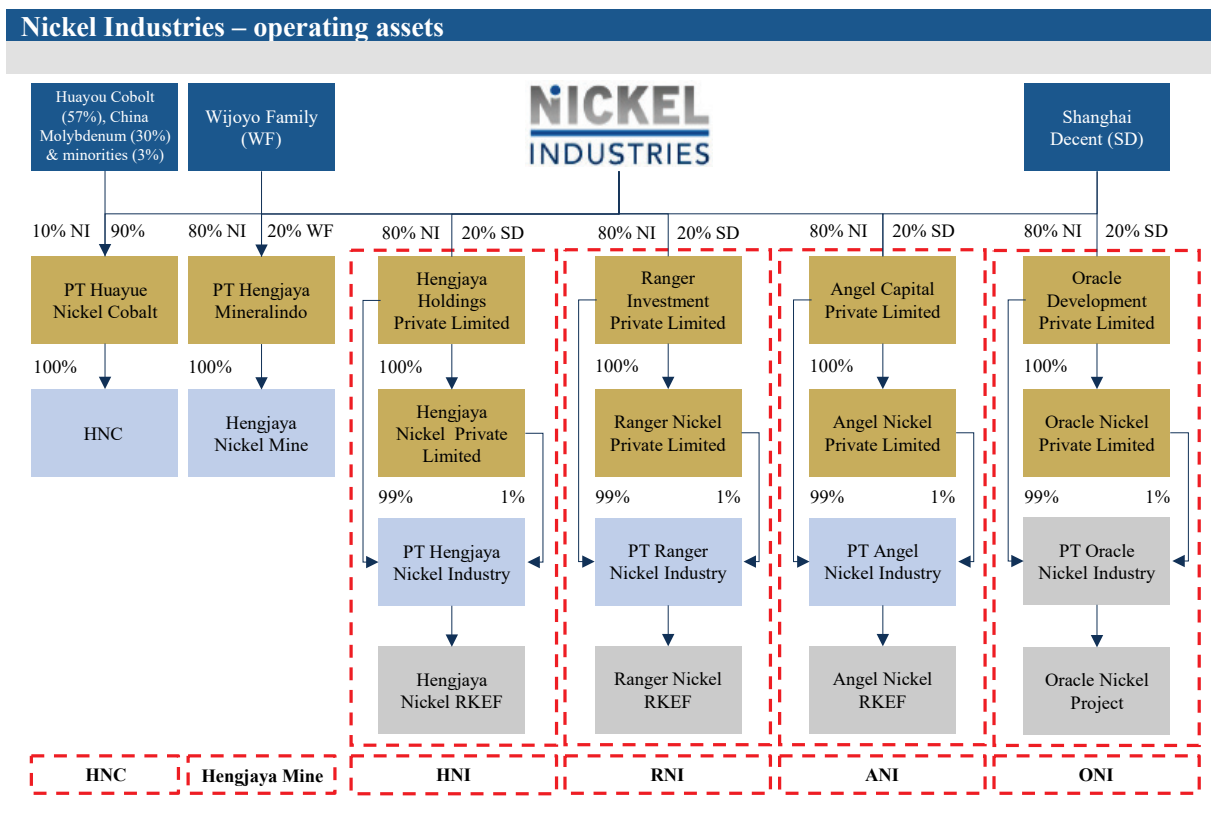 Nickel Industries – operating assets
Huayou Cobolt
(57%), China
Molybdenum (30%)
& minorities (3%)
Wijoyo Family
(WF)
NiCKEL
INDUSTRIES
Shanghai
Decent (SD)
10% NI
90%
80% NI
20% WF
80% NI
20% SD
80% NI
20% SD
80% NI
20% SD
80% NI
20% SD
PT Huayue
Nickel Cobalt
PT Hengjaya
Mineralindo
Hengjaya
Holdings
Private Limited
Ranger
Investment
Private Limited
Angel Capital
Private Limited
Oracle
Development
Private Limited
100%
100%
100%
100%
100%
100%
HNC
Hengjaya
Nickel Mine
Hengjaya
Nickel Private
Limited
Ranger Nickel
Private Limited
Angel Nickel
Private Limited
Oracle Nickel
Private Limited
99%
1%
99%
1%
99%
1%
99%
1%
PT Hengjaya
Nickel Industry
PT Ranger
Nickel Industry
PT Angel
Nickel Industry
PT Oracle
Nickel Industry
Hengjaya
Nickel RKEF
Ranger Nickel
RKEF
Angel Nickel
RKEF
Oracle Nickel
Project
HNC
Hengjaya Mine
HNI
RNI
ANI
ONI